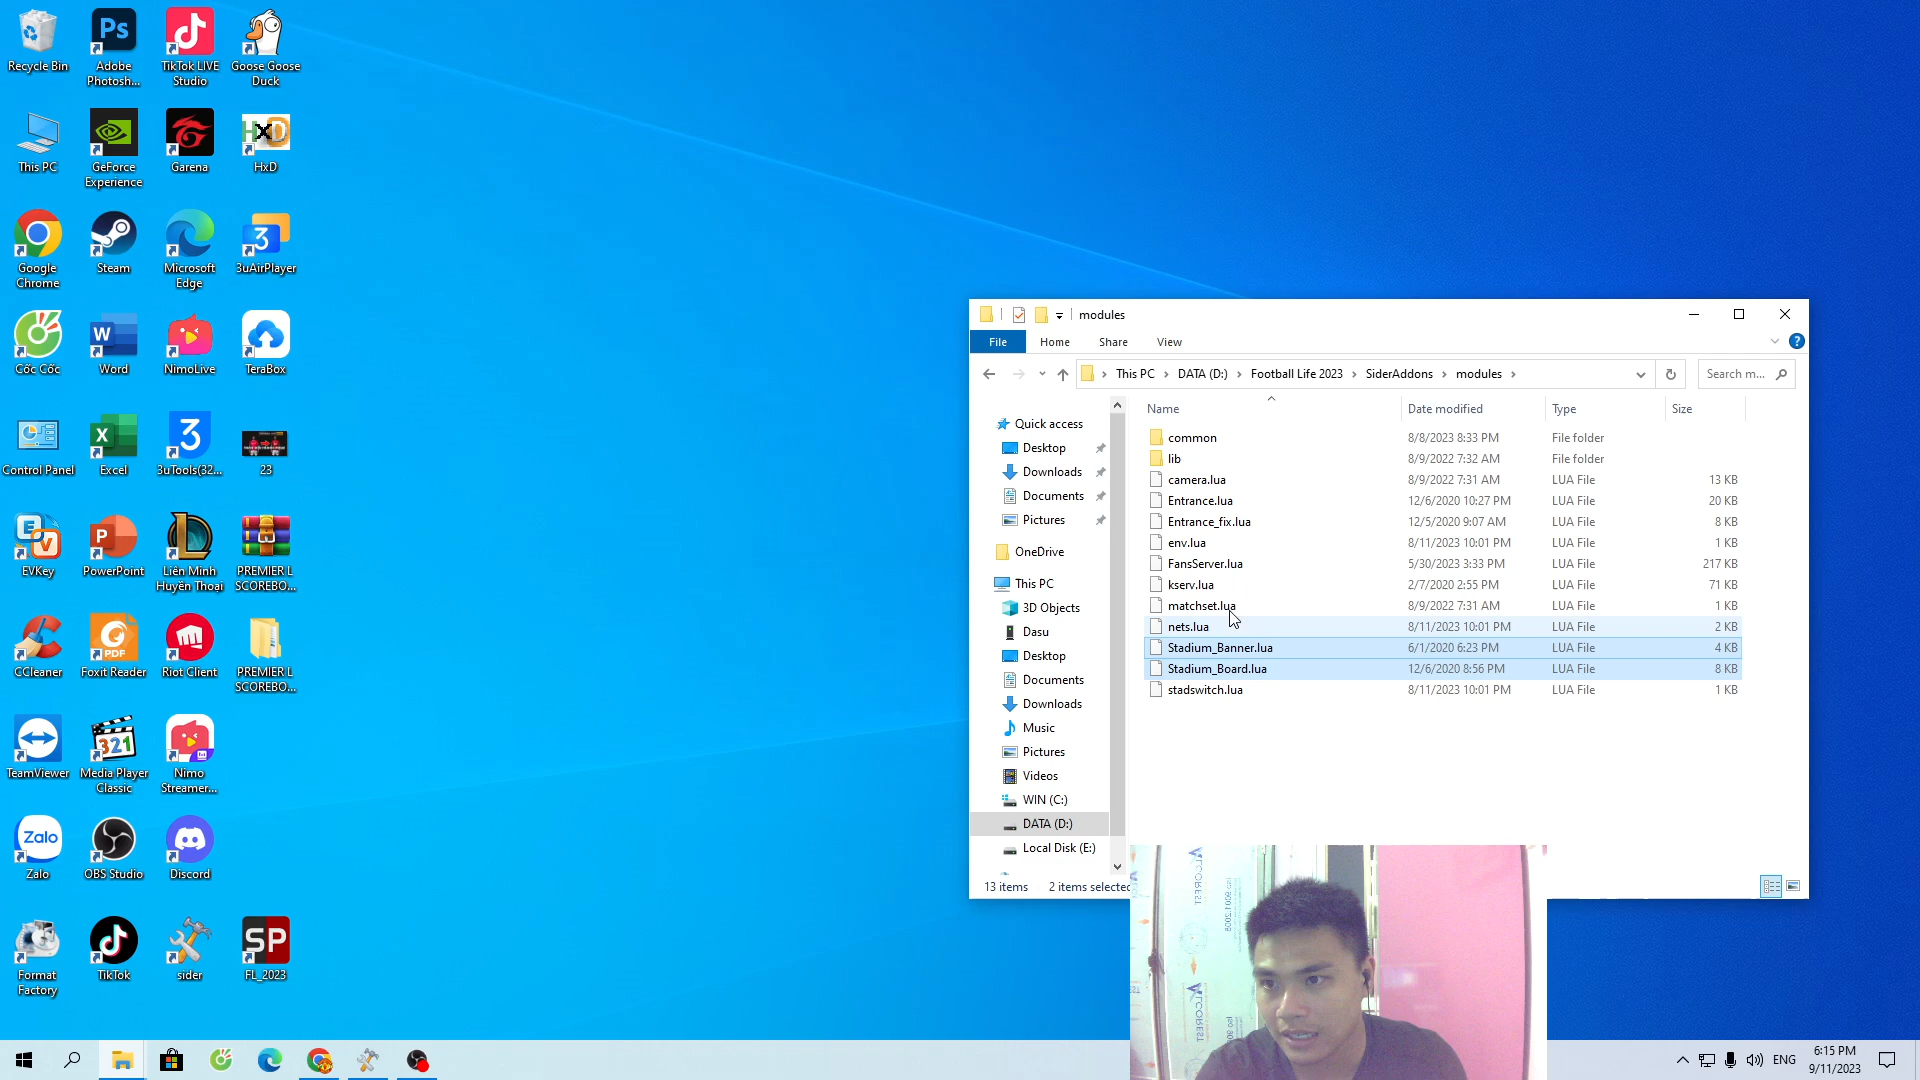 Recycle Bin
Adobe
Photosh...
TikTok LIVE
Studio
Goose Goose
Duck
This PC
GeForce
Experience
Garena
HxD
Google
Chrome
Steam
Microsoft
Edge
3uAirPlayer
Cốc Cốc
Word
NimoLive
TeraBox
Control Panel
Excel
3uTools(32...
23
EVKey
PowerPoint
Liên Minh
Huyền Thoại
PREMIER L
SCOREBO...
CCleaner
Foxit Reader
Riot Client
PREMIER L
SCOREBO...
TeamViewer
Media Player
Classic
Nimo
Streamer...
Zalo
Zalo
OBS Studio
Discord
Format
Factory
TikTok
sider
SP
FL_2023
modules
File
Home
Share
View
This PC
DATA (D:)
Football Life 2023
SiderAddons
modules
Search m...
Quick access
Desktop
Downloads
Documents
Pictures
OneDrive
This PC
3D Objects
Dasu
Desktop
Documents
Downloads
Music
Pictures
Videos
WIN (C:)
DATA (D:)
Local Disk (E:)
Name Date modified Type Size
common 8/8/2023 8:33 PM File folder
lib 8/9/2022 7:32 AM File folder
camera.lua 8/9/2022 7:31 AM LUA File 13 KB
Entrance.lua 12/6/2020 10:27 PM LUA File 20 KB
Entrance_fix.lua 12/5/2020 9:07 AM LUA File 8 KB
env.lua 8/11/2023 10:01 PM LUA File 1 KB
FansServer.lua 5/30/2023 3:33 PM LUA File 217 KB
kserv.lua 2/7/2020 2:55 PM LUA File 71 KB
matchset.lua 8/9/2022 7:31 AM LUA File 1 KB
nets.lua 8/11/2023 10:01 PM LUA File 2 KB
Stadium_Banner.lua 6/1/2020 6:23 PM LUA File 4 KB
Stadium_Board.lua 12/6/2020 8:56 PM LUA File 8 KB
stadswitch.lua 8/11/2023 10:01 PM LUA File 1 KB
13 items 2 items selected
ENG
6:15 PM
9/11/2023